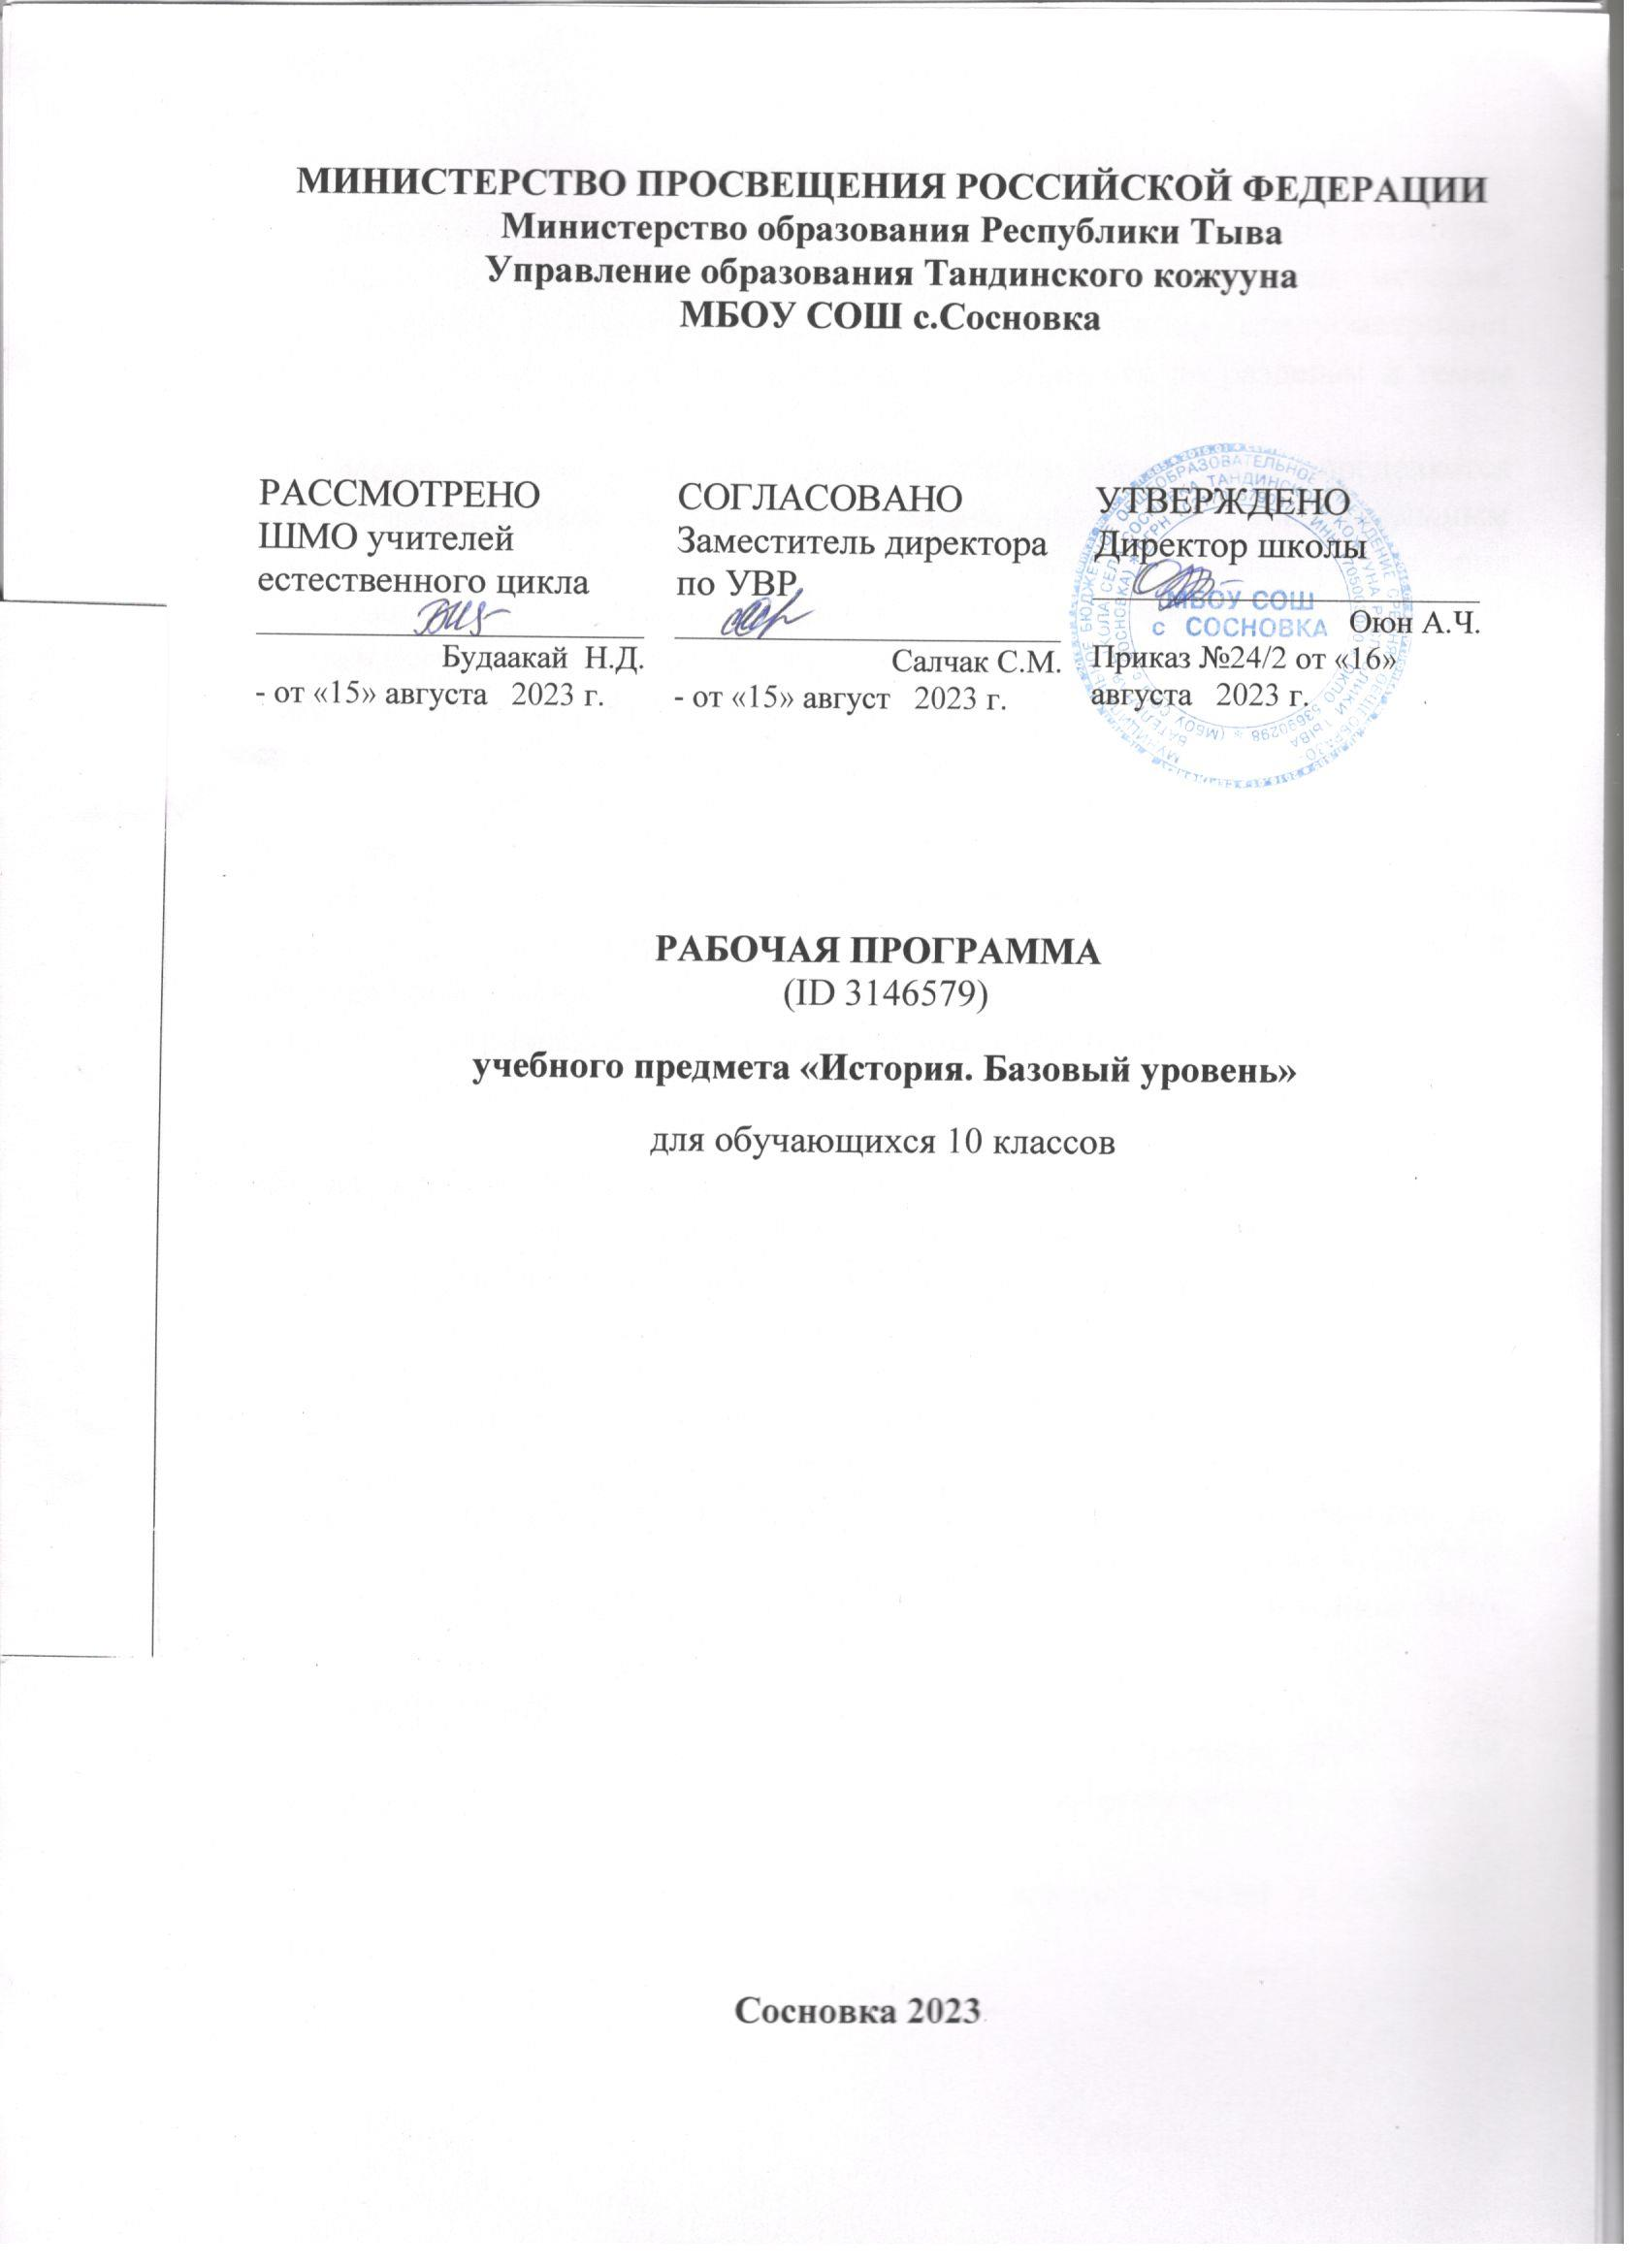 МИНИСТЕРСТВО ПРОСВЕЩЕНИЯ РОССИЙСКОЙ ФЕДЕРАЦИИ
Министерство образования Республики Тыва
Управление образования Тандинского кожууна
МБОУ СОШ с.Сосновка
РАССМОТРЕНО
ШМО учителей
естественного цикла
Будаакай Н.Д.
- от «15» августа 2023 г.
СОГЛАСОВАНО
Заместитель директора
по УВР
Салчак С.М.
- от «15» август 2023 г.
УТВЕРЖДЕНО
Директор школы
Оюн А.Ч.
Приказ №24/2 от «16»
августа 2023 г.
МБОУ СОШ
с СОСНОВКА
РАБОЧАЯ ПРОГРАММА
(ID 3146579)
учебного предмета «История. Базовый уровень»
для обучающихся 10 классов
Сосновка 2023